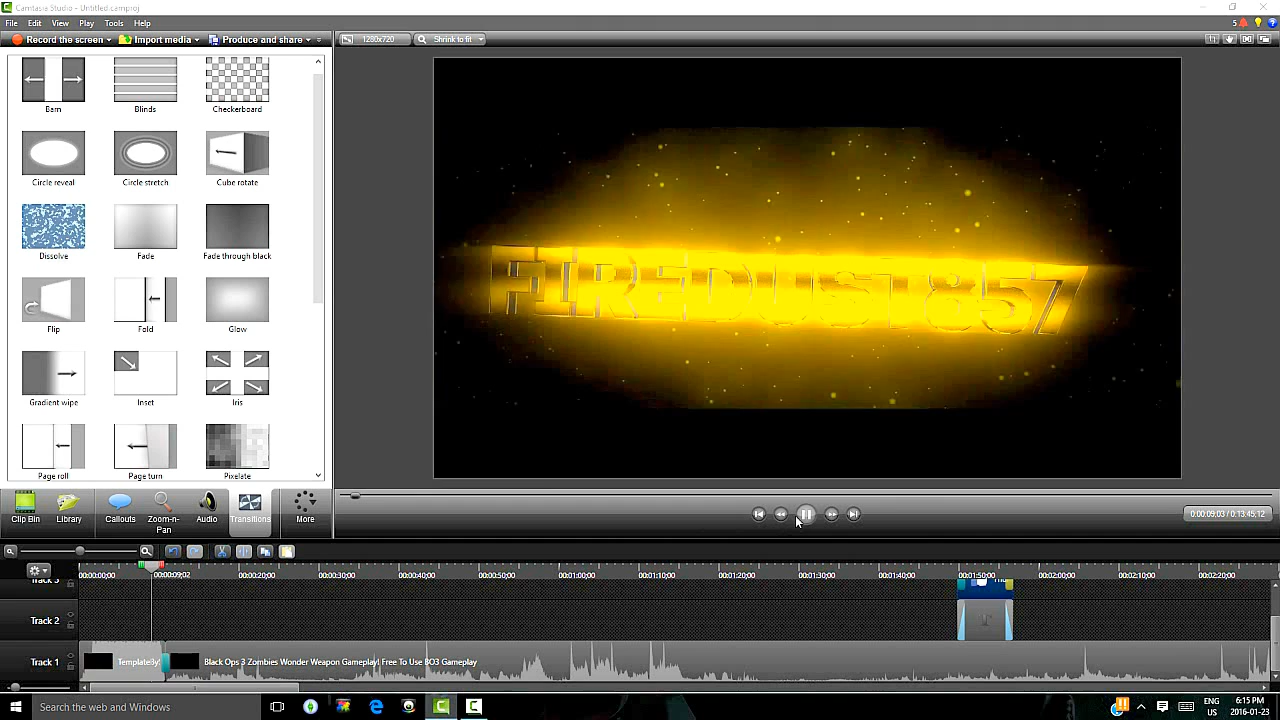 Camtasia Studio - Untitled.camproj
File Edit View Play Tools Help
5
Record the screen Import media Produce and share 1280x720 Shrink to fit
Barn Blinds Checkerboard
Circle reveal Circle stretch Cube rotate
Dissolve Fade Fade through black
Flip Fold Glow
Gradient wipe Inset Iris
Page roll Page turn Pixelate
FIREDUST857
Clip Bin Library Callouts Zoom-n-Pan Audio Transitions More
0:00:09;03 / 0:13:45;12
00:00:00;00 00:00:09;02 00:00:20;00 00:00:30;00 00:00:40;00 00:00:50;00 00:01:00;00 00:01:10;00 00:01:20;00 00:01:30;00 00:01:40;00 00:01:50;00 00:02:00;00 00:02:10;00 00:02:20;00
Track 3
Track 2
Track 1 Black Ops 3 Zombies Wonder Weapon Gameplay! Free To Use BO3 Gameplay
Search the web and Windows
ENG
US
6:15 PM
2016-01-23